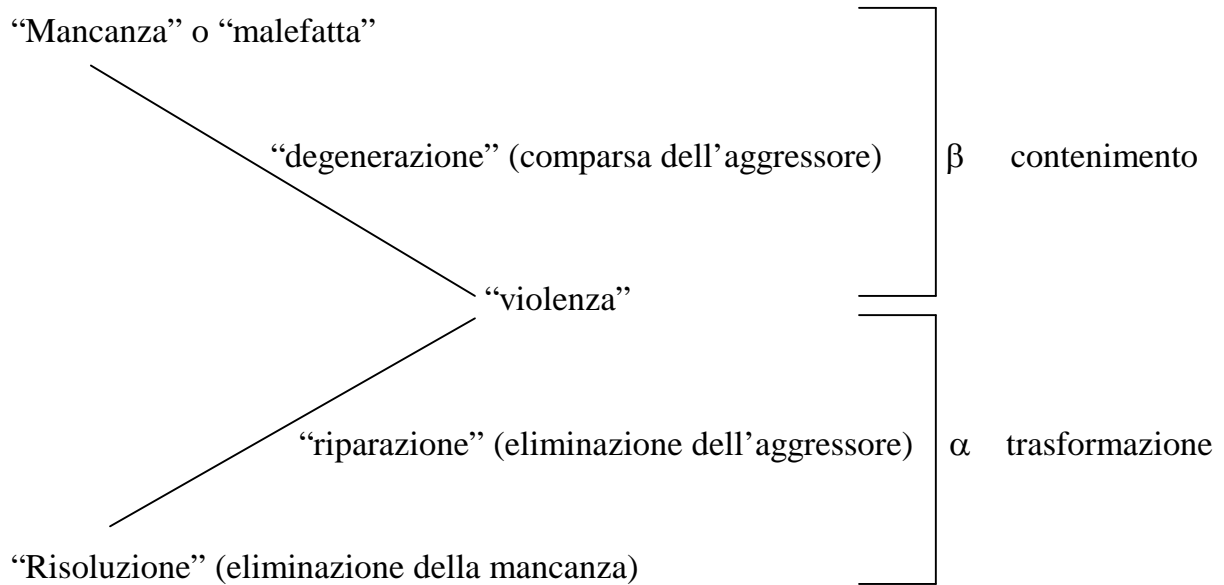 “Mancanza” o “malefatta”
“degenerazione” (comparsa dell’aggressore) β contenimento
“violenza”
“riparazione” (eliminazione dell’aggressore) α trasformazione
“Risoluzione” (eliminazione della mancanza)